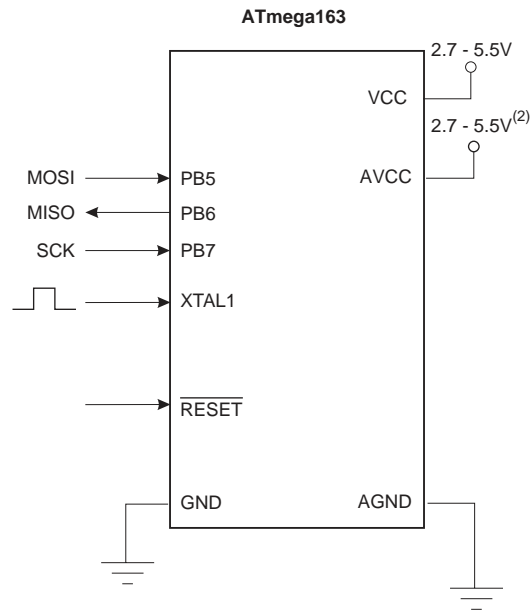 ATmega163
2.7 - 5.5V
VCC
2.7 - 5.5V(2)
AVCC
MOSI
PB5
MISO
PB6
SCK
PB7
XTAL1
RESET
GND
AGND